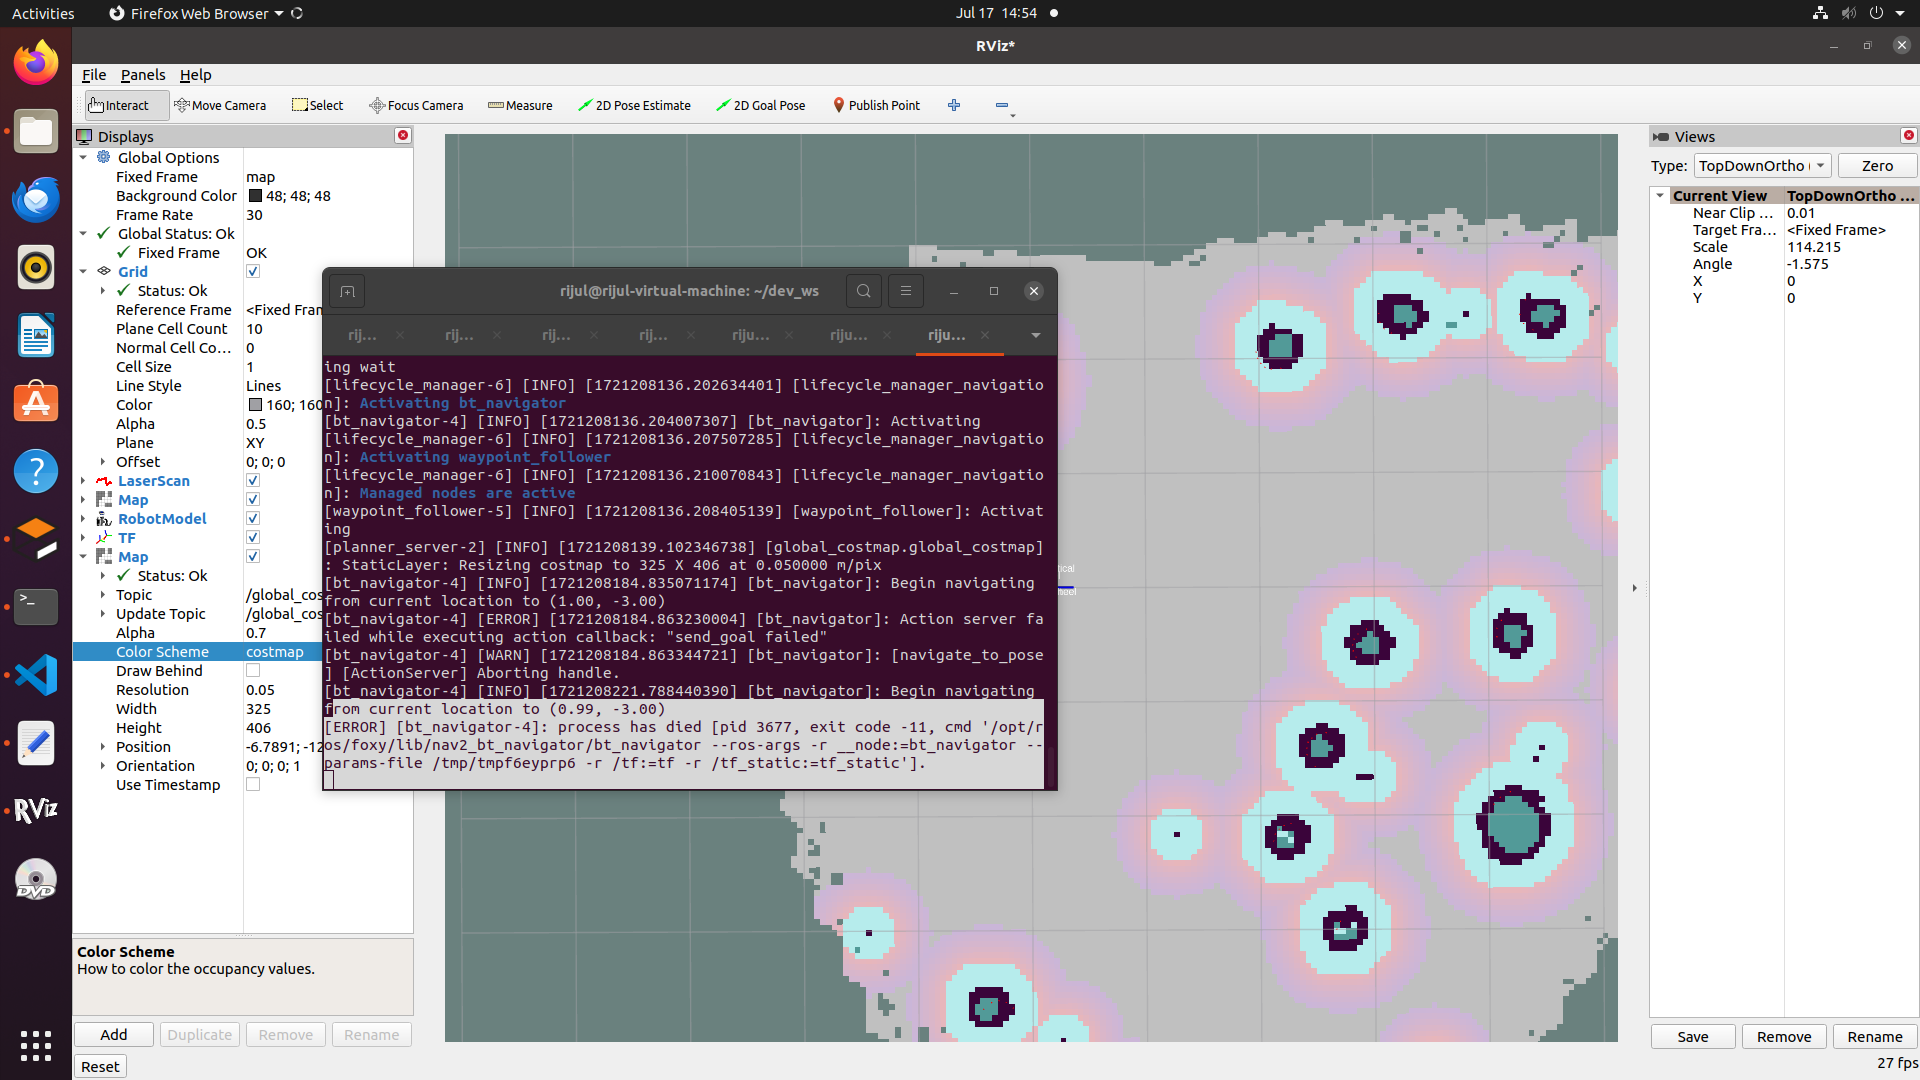 Activities
Firefox Web Browser
Jul 17 14:54
RViz*
File Panels Help
Interact
Move Camera
Select
Focus Camera
Measure
2D Pose Estimate
2D Goal Pose
Publish Point
Displays
Global Options
Fixed Frame map
Background Color 48; 48; 48
Frame Rate 30
Global Status: Ok
Fixed Frame OK
Grid
Status: Ok
Reference Frame <Fixed Fran
Plane Cell Count 10
Normal Cell Co... 0
Cell Size 1
Line Style Lines
Color 160; 160
Alpha 0.5
Plane XY
Offset 0; 0; 0
LaserScan
Map
RobotModel
TF
Map
Status: Ok
Topic /global_cos
Update Topic /global_cos
Alpha 0.7
Color Scheme costmap
Draw Behind
Resolution 0.05
Width 325
Height 406
Position -6.7891; -12
Orientation 0; 0; 0; 1
Use Timestamp
Color Scheme
How to color the occupancy values.
Add Duplicate Remove Rename
Reset
rijul@rijul-virtual-machine: ~/dev_ws
rij...
rij...
rij...
rij...
riju...
riju...
riju...
ing wait
[lifecycle_manager-6] [INFO] [1721208136.202634401] [lifecycle_manager_navigatio
n]: Activating bt_navigator
[bt_navigator-4] [INFO] [1721208136.204007307] [bt_navigator]: Activating
[lifecycle_manager-6] [INFO] [1721208136.207507285] [lifecycle_manager_navigatio
n]: Activating waypoint_follower
[lifecycle_manager-6] [INFO] [1721208136.210070843] [lifecycle_manager_navigatio
n]: Managed nodes are active
[waypoint_follower-5] [INFO] [1721208136.208405139] [waypoint_follower]: Activat
ing
[planner_server-2] [INFO] [1721208139.102346738] [global_costmap.global_costmap]
: StaticLayer: Resizing costmap to 325 X 406 at 0.050000 m/pix
[bt_navigator-4] [INFO] [1721208184.835071174] [bt_navigator]: Begin navigating
from current location to (1.00, -3.00)
[bt_navigator-4] [ERROR] [1721208184.863230004] [bt_navigator]: Action server fa
iled while executing action callback: "send_goal failed"
[bt_navigator-4] [WARN] [1721208184.863344721] [bt_navigator]: [navigate_to_pose
] [ActionServer] Aborting handle.
[bt_navigator-4] [INFO] [1721208221.788440390] [bt_navigator]: Begin navigating
from current location to (0.99, -3.00)
[ERROR] [bt_navigator-4]: process has died [pid 3677, exit code -11, cmd '/opt/r
os/foxy/lib/nav2_bt_navigator/bt_navigator --ros-args -r __node:=bt_navigator --
params-file /tmp/tmpf6eyprp6 -r /tf:=tf -r /tf_static:=tf_static'].
tical
heel
Views
Type: TopDownOrtho ( Zero
Current View TopDownOrtho ...
Near Clip ... 0.01
Target Fra... <Fixed Frame>
Scale 114.215
Angle -1.575
X 0
Y 0
Save Remove Rename
27 fps
RViz
DVD